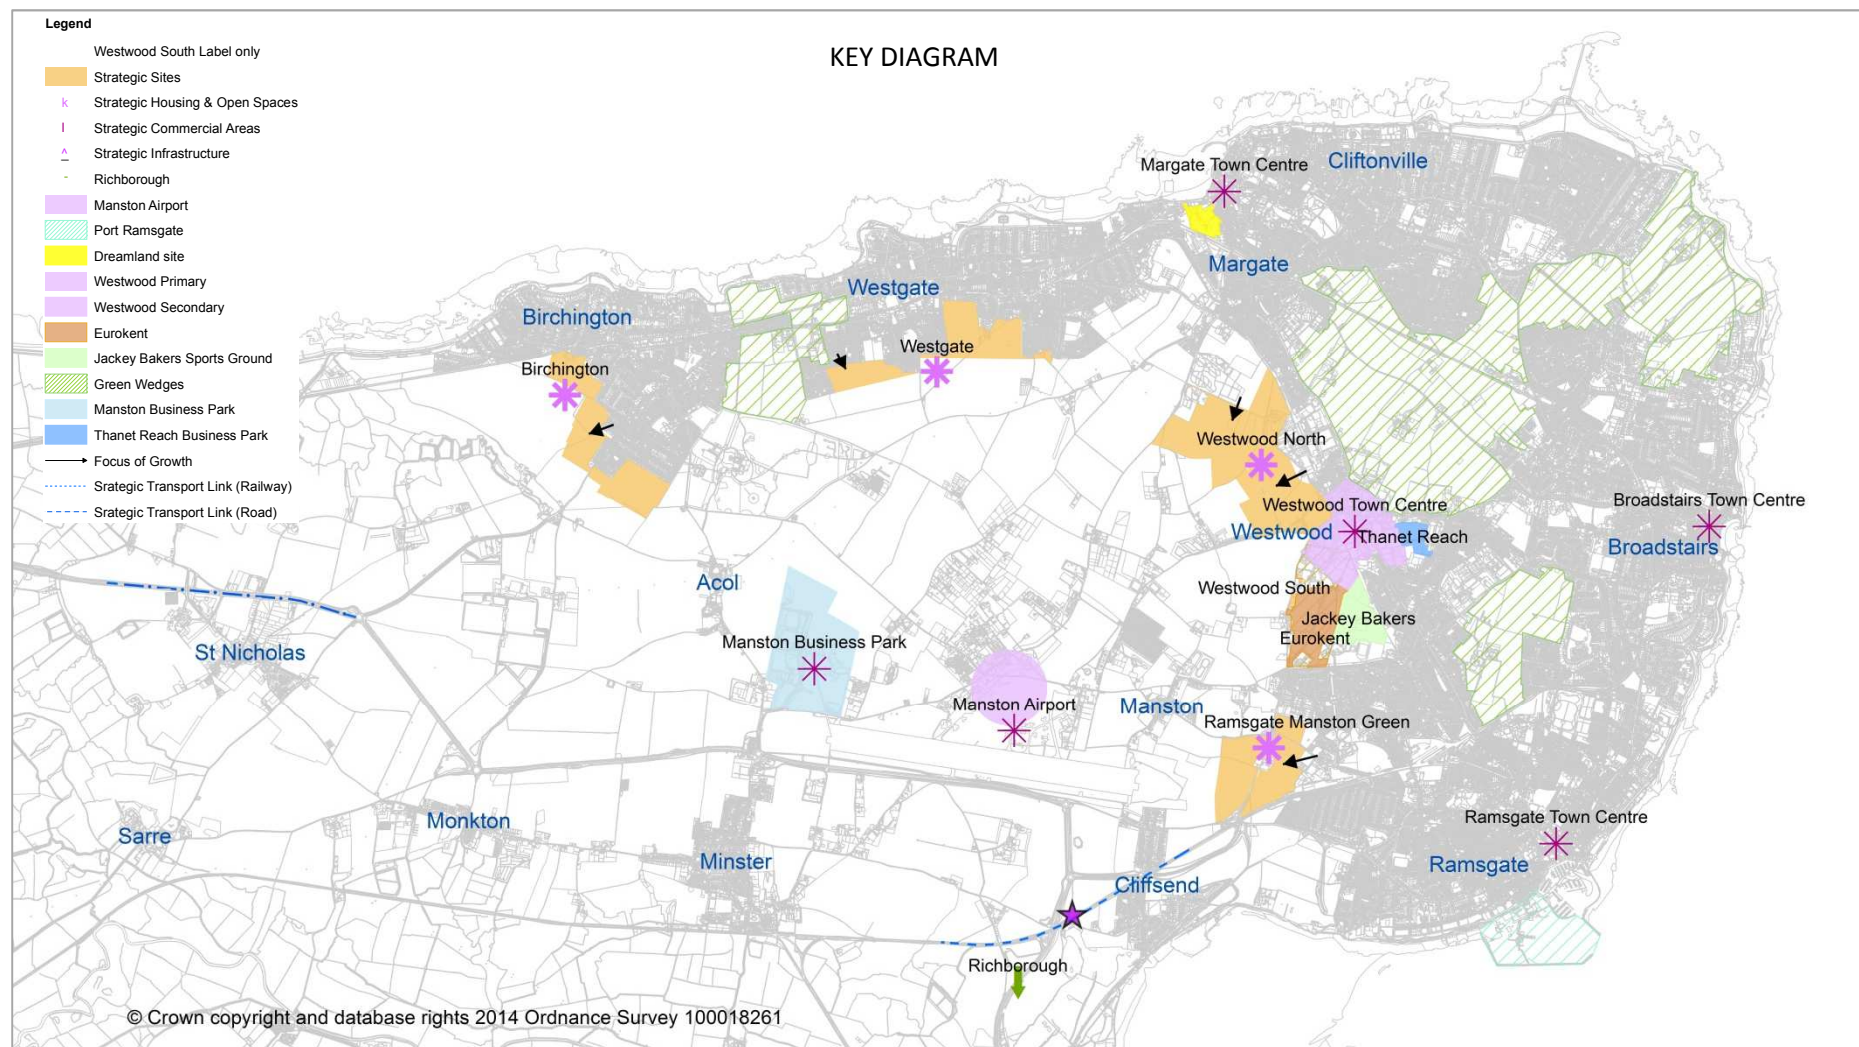 Legend
Westwood South Label only
Strategic Sites
k Strategic Housing & Open Spaces
l Strategic Commercial Areas
^ Strategic Infrastructure
- Richborough
Manston Airport
Port Ramsgate
Dreamland site
Westwood Primary
Westwood Secondary
Eurokent
Jackey Bakers Sports Ground
Green Wedges
Manston Business Park
Thanet Reach Business Park
Focus of Growth
Srategic Transport Link (Railway)
Srategic Transport Link (Road)
KEY DIAGRAM
Margate Town Centre
Cliftonville
Margate
Westgate
Birchington
Westgate
Birchington
Westwood North
Westwood Town Centre
Broadstairs Town Centre
Westwood
Thanet Reach
Broadstairs
Acol
Westwood South
Jackey Bakers
Eurokent
Manston Business Park
St Nicholas
Manston Airport
Manston
Ramsgate Manston Green
Sarre
Monkton
Minster
Ramsgate Town Centre
Ramsgate
Cliffsend
Richborough
© Crown copyright and database rights 2014 Ordnance Survey 100018261